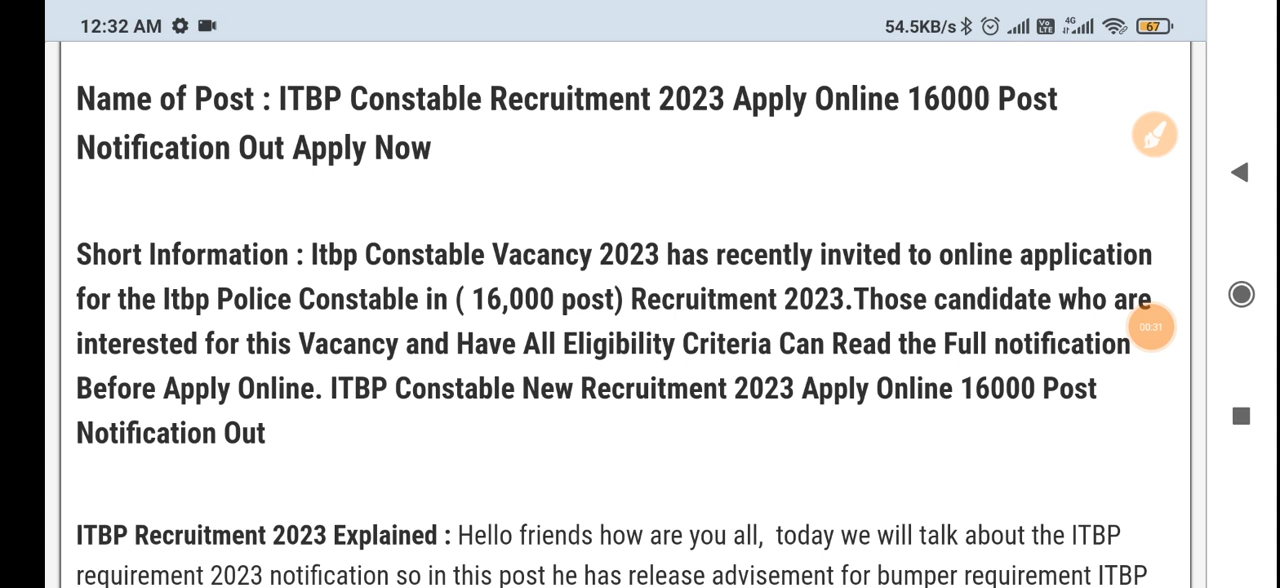 12:32 AM 54.5KB/s Vo LTE 4G 67
Name of Post : ITBP Constable Recruitment 2023 Apply Online 16000 Post
Notification Out Apply Now
Short Information : Itbp Constable Vacancy 2023 has recently invited to online application
for the Itbp Police Constable in ( 16,000 post) Recruitment 2023.Those candidate who are
00:31
interested for this Vacancy and Have All Eligibility Criteria Can Read the Full notification
Before Apply Online. ITBP Constable New Recruitment 2023 Apply Online 16000 Post
Notification Out
ITBP Recruitment 2023 Explained : Hello friends how are you all, today we will talk about the ITBP
requirement 2023 notification so in this post he has release advisement for bumper requirement ITBP